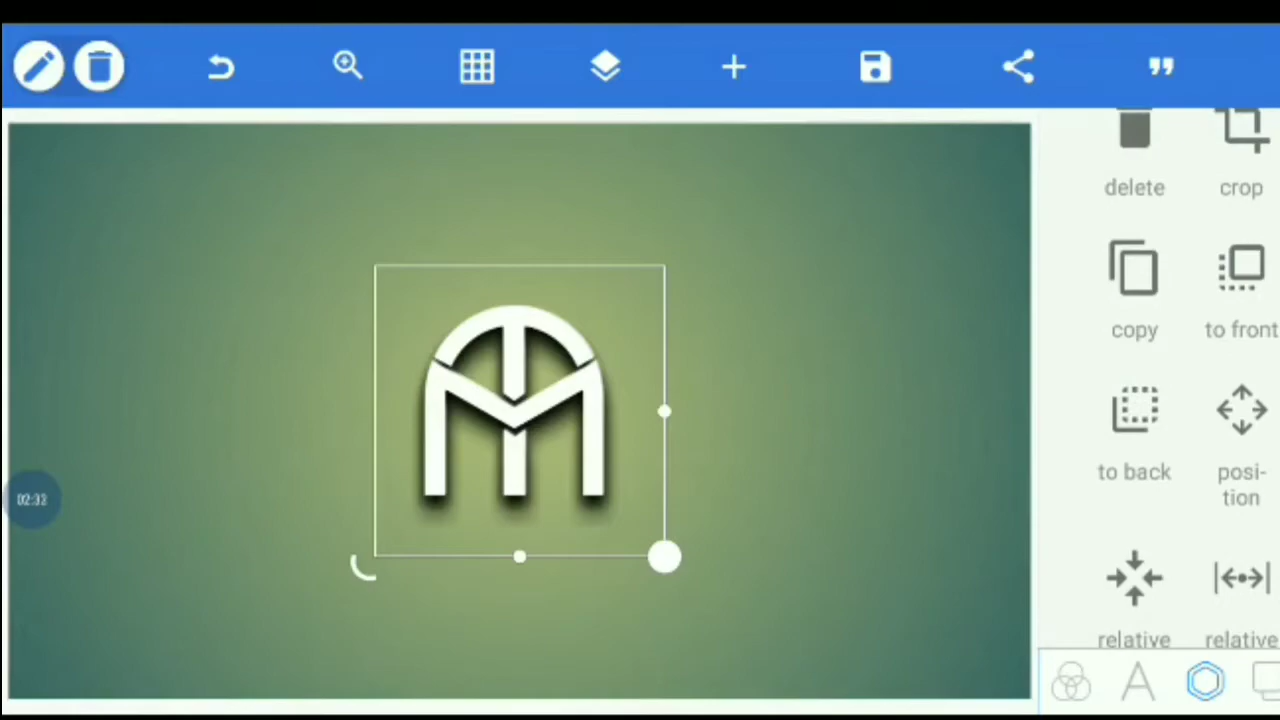 delete
crop
copy
to front
to back
posi-
tion
relative
relative
02:32